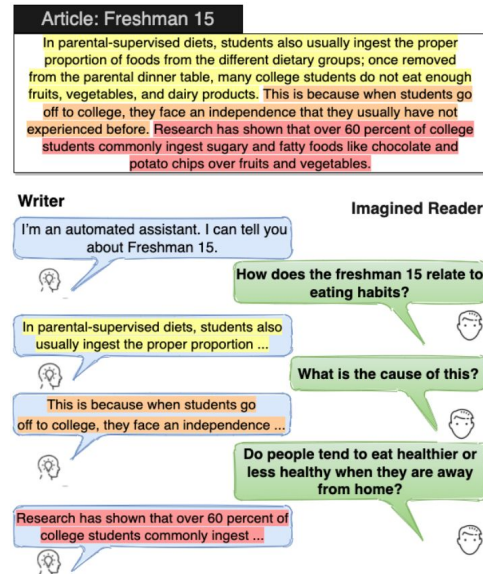 Article: Freshman 15
In parental-supervised diets, students also usually ingest the proper
proportion of foods from the different dietary groups; once removed
from the parental dinner table, many college students do not eat enough
fruits, vegetables, and dairy products. This is because when students go
off to college, they face an independence that they usually have not
experienced before. Research has shown that over 60 percent of college
students commonly ingest sugary and fatty foods like chocolate and
potato chips over fruits and vegetables.
Writer
Imagined Reader
I'm an automated assistant. I can tell you
about Freshman 15.
How does the freshman 15 relate to
eating habits?
In parental-supervised diets, students also
usually ingest the proper proportion ...
What is the cause of this?
This is because when students go
off to college, they face an independence ...
Do people tend to eat healthier or
less healthy when they are away
from home?
Research has shown that over 60 percent of
college students commonly ingest ...